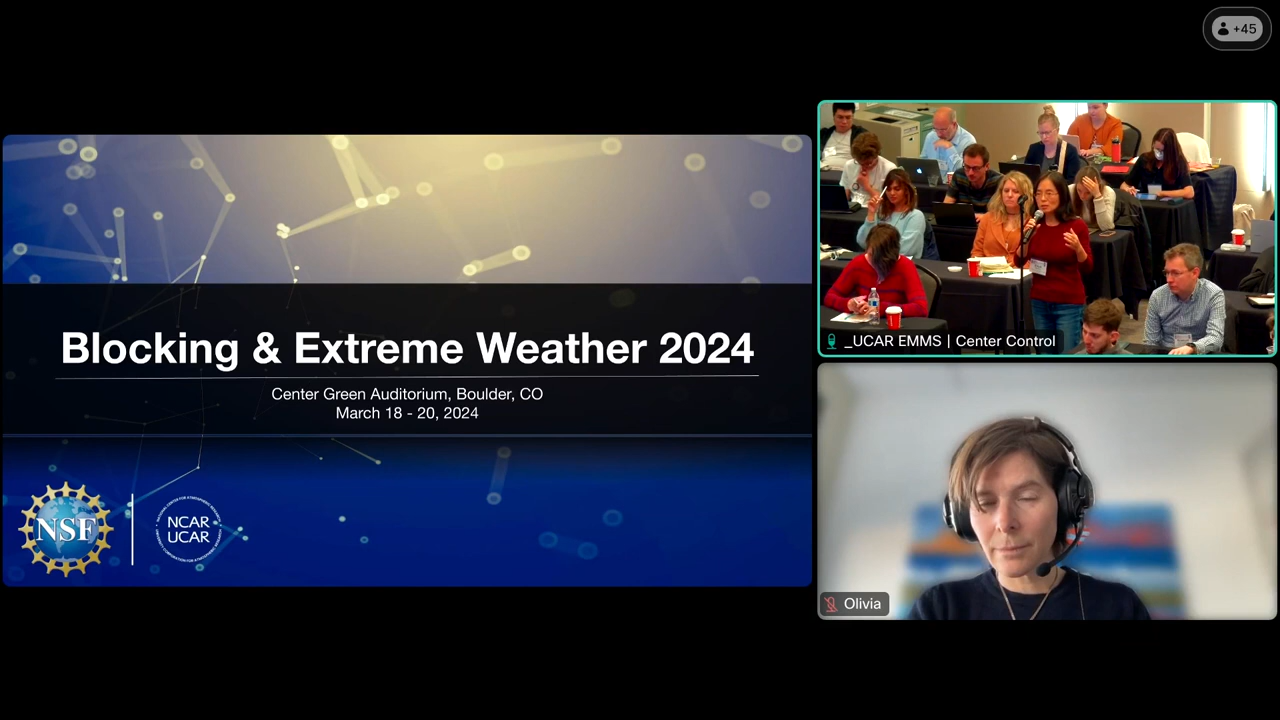 +45
Blocking & Extreme Weather 2024
Center Green Auditorium, Boulder, CO
March 18 - 20, 2024
NSF
NCAR
UCAR
_UCAR EMMS | Center Control
Olivia